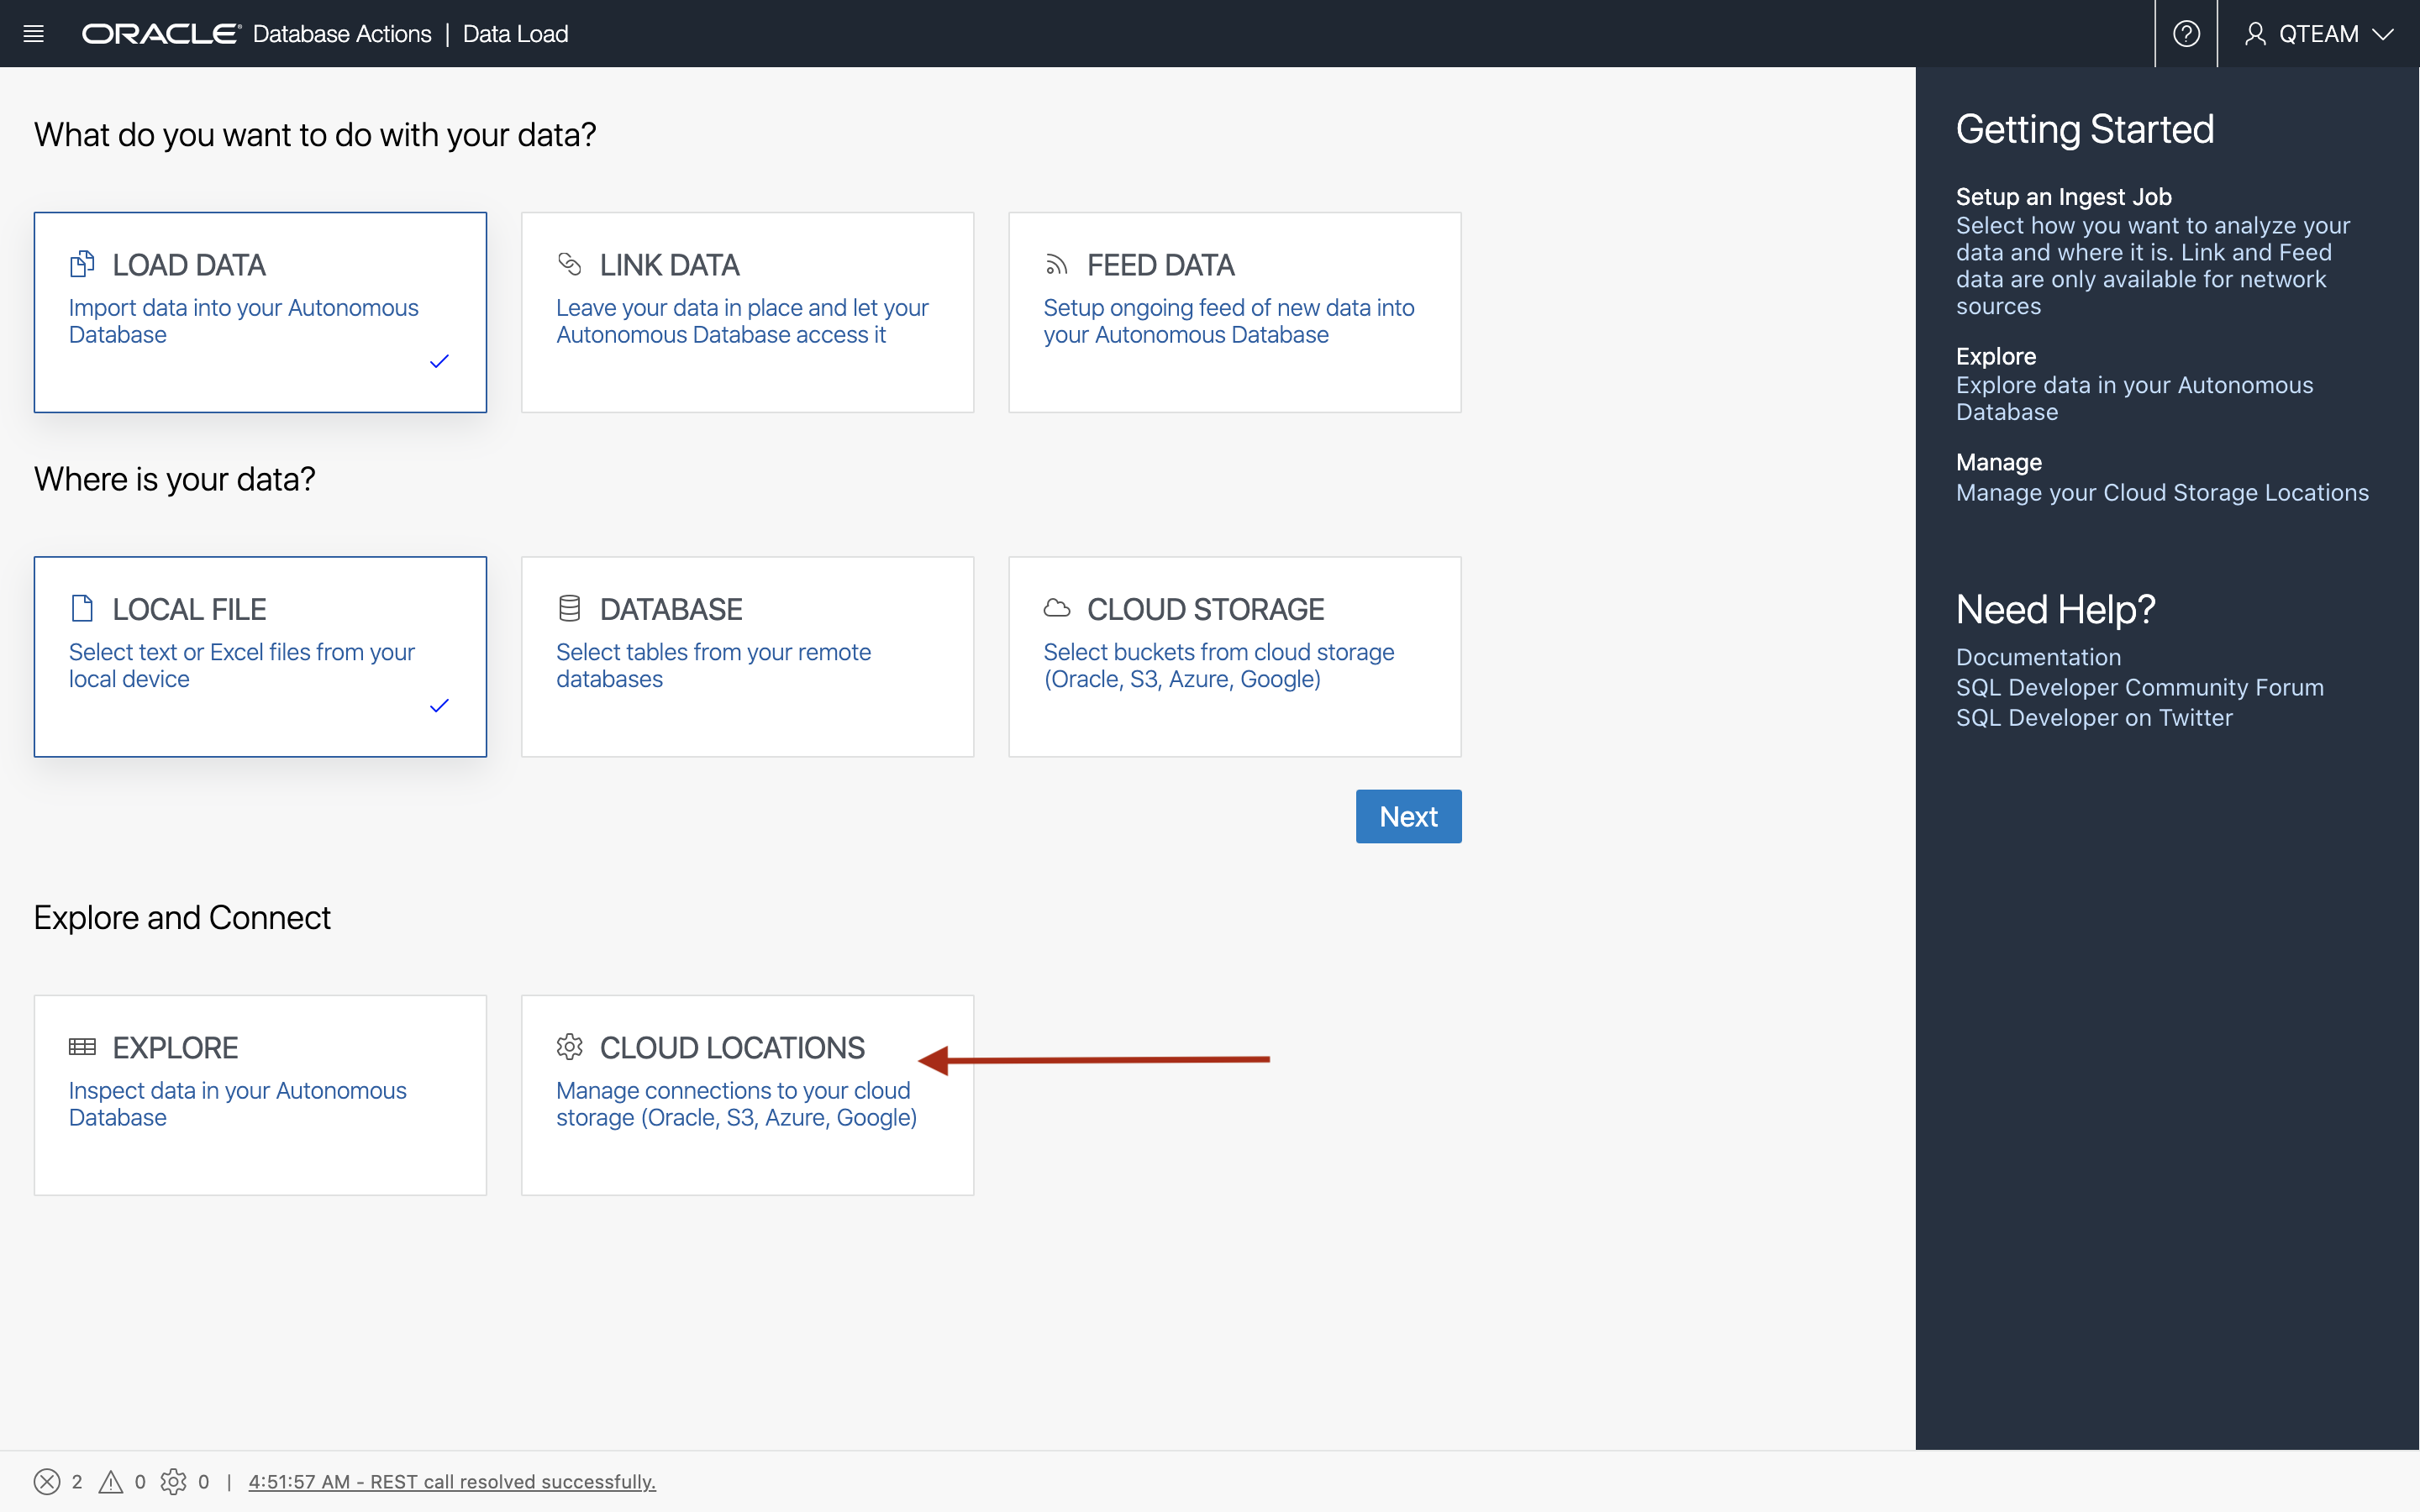 ORACLE® Database Actions | Data Load
QTEAM
What do you want to do with your data?
LOAD DATA
Import data into your Autonomous
Database
LINK DATA
Leave your data in place and let your
Autonomous Database access it
FEED DATA
Setup ongoing feed of new data into
your Autonomous Database
Where is your data?
LOCAL FILE
Select text or Excel files from your
local device
DATABASE
Select tables from your remote
databases
CLOUD STORAGE
Select buckets from cloud storage
(Oracle, S3, Azure, Google)
Next
Explore and Connect
EXPLORE
Inspect data in your Autonomous
Database
CLOUD LOCATIONS
Manage connections to your cloud
storage (Oracle, S3, Azure, Google)
Getting Started
Setup an Ingest Job
Select how you want to analyze your
data and where it is. Link and Feed
data are only available for network
sources
Explore
Explore data in your Autonomous
Database
Manage
Manage your Cloud Storage Locations
Need Help?
Documentation
SQL Developer Community Forum
SQL Developer on Twitter
2 0 0 | 4:51:57 AM - REST call resolved successfully.